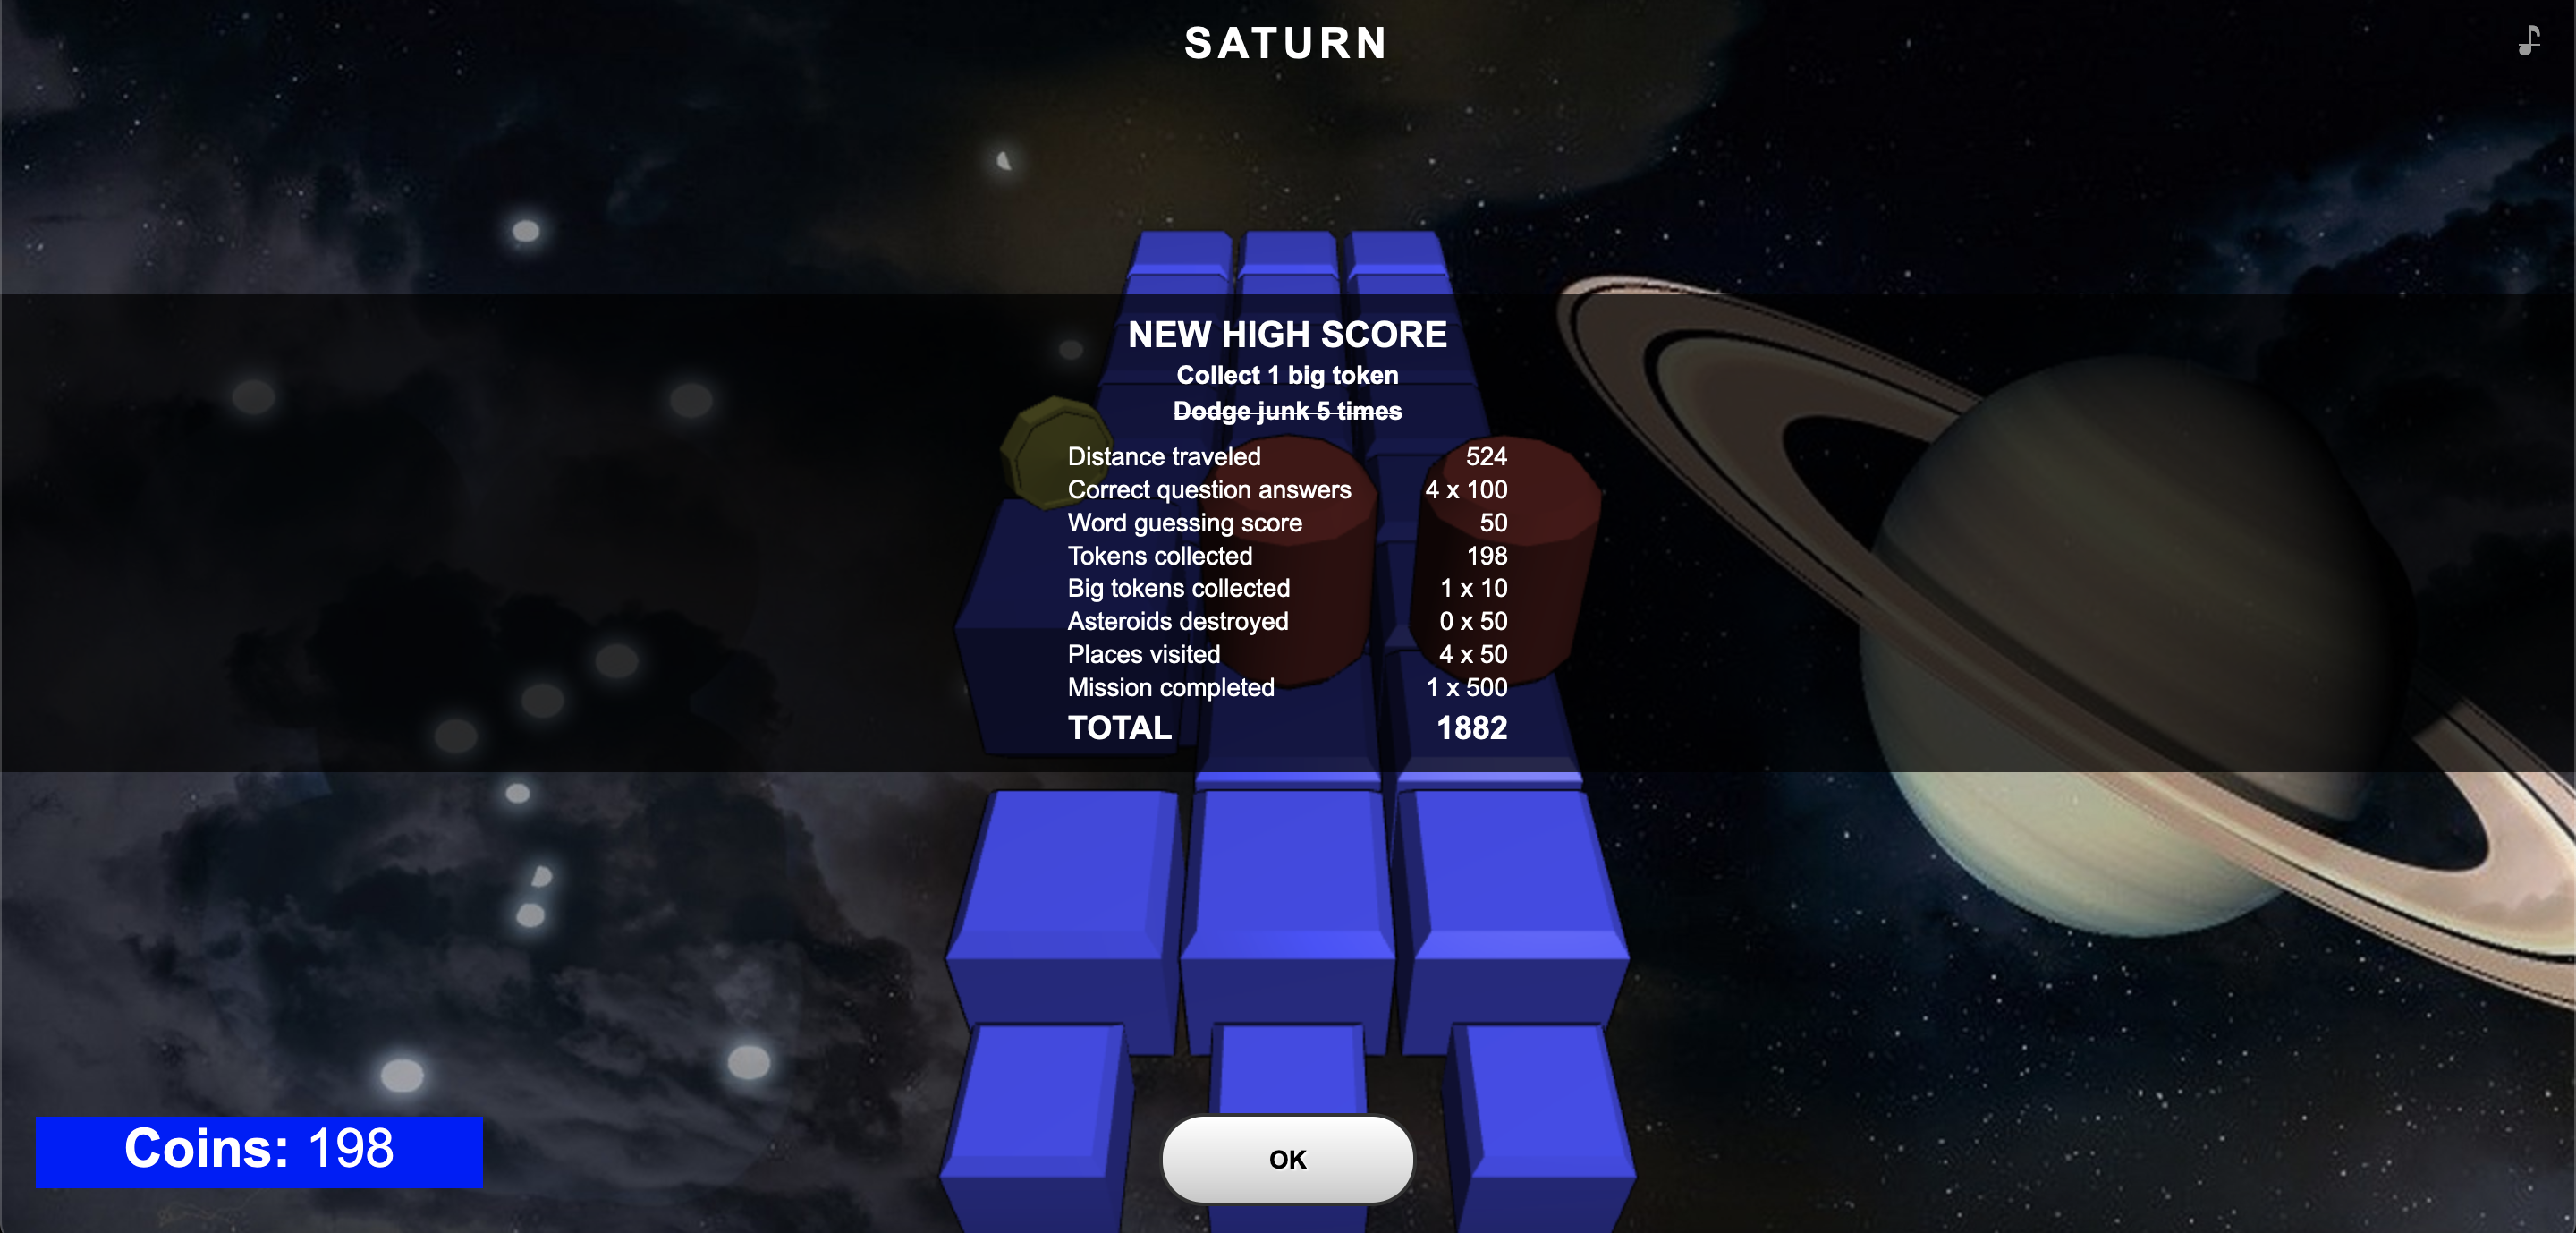 SATURN
NEW HIGH SCORE
Collect 1 big token
Dodge junk 5 times
Distance traveled 524
Correct question answers 4 x 100
Word guessing score 50
Tokens collected 198
Big tokens collected 1 x 10
Asteroids destroyed 0 x 50
Places visited 4 x 50
Mission completed 1 x 500
TOTAL 1882
Coins: 198
OK